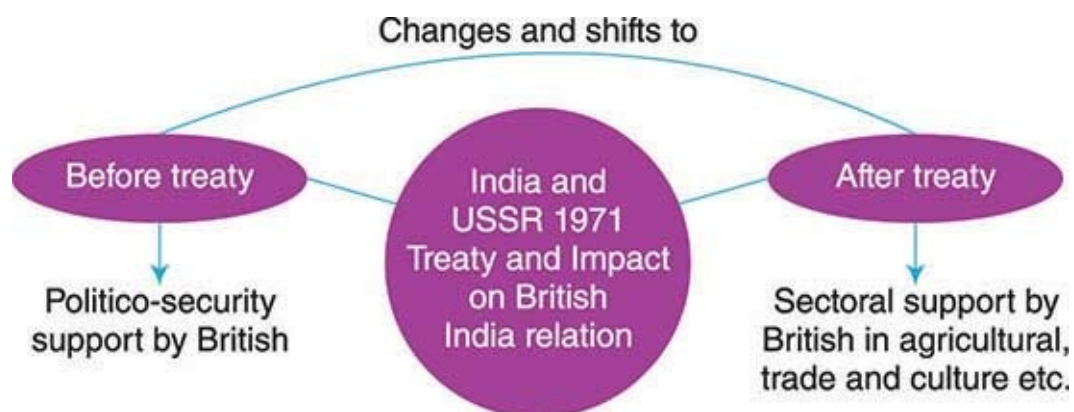 Changes and shifts to
Before treaty
India and
USSR 1971
Treaty and Impact
on British
India relation
After treaty
Politico-security
support by British
Sectoral support by
British in agricultural,
trade and culture etc.